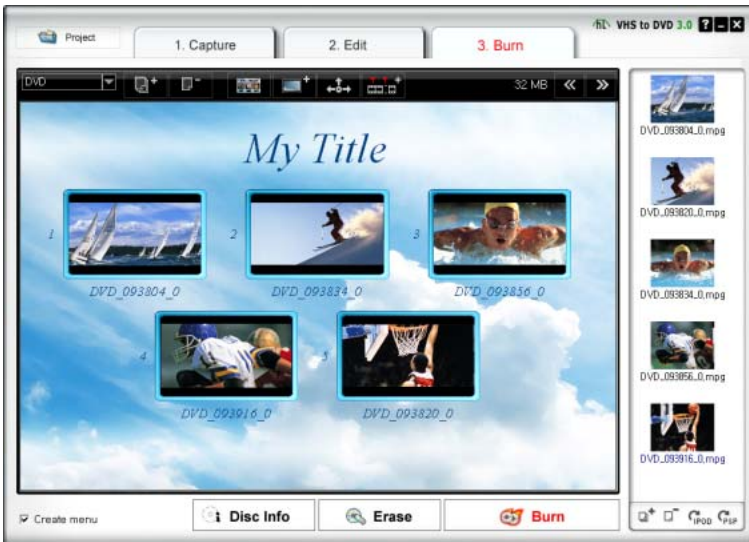 VHS to DVD 3.0
Project
1. Capture
2. Edit
3. Burn
DVD
32 MB
My Title
1
2
3
DVD_093804_0
DVD_093834_0
DVD_093856_0
4
5
DVD_093916_0
DVD_093820_0
DVD_093804_0.mpg
DVD_093820_0.mpg
DVD_093834_0.mpg
DVD_093856_0.mpg
DVD_093916_0.mpg
Create menu
Disc Info
Erase
Burn
IPOD
PSP